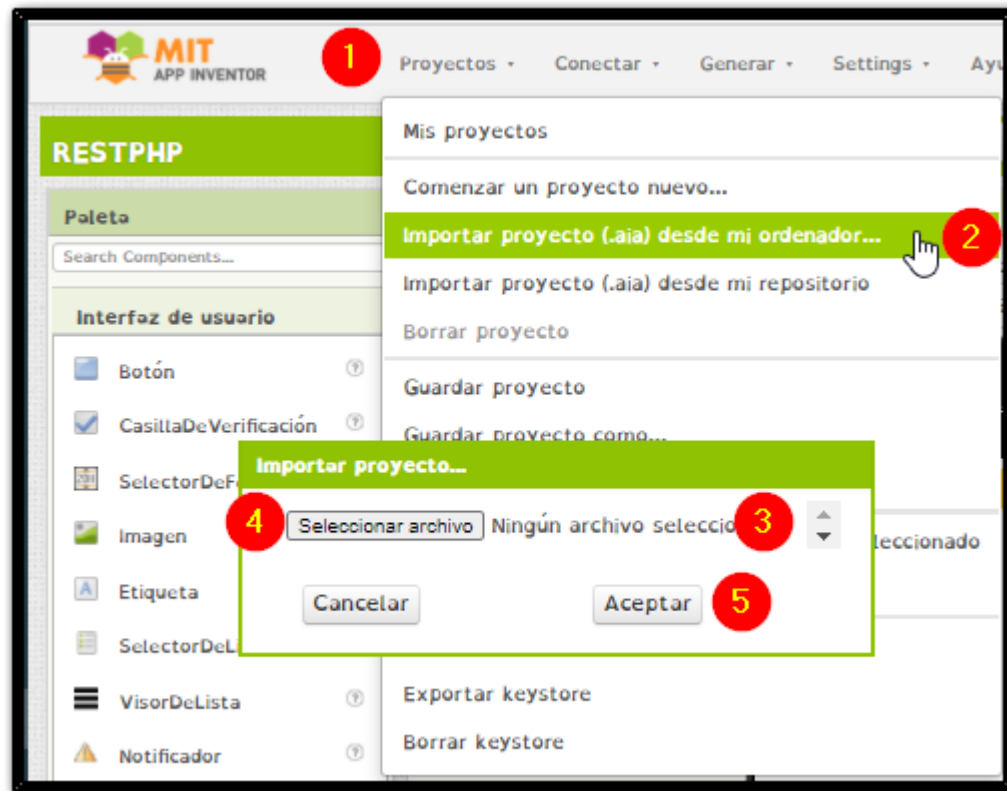 MIT
APP INVENTOR
1
Proyectos
Conectar
Generar
Settings
RESTPHP
Mis proyectos
Comenzar un proyecto nuevo...
Paleta
Importar proyecto (.aia) desde mi ordenador...
2
Search Components...
Importar proyecto (.aia) desde mi repositorio
Interfaz de usuario
Borrar proyecto
Botón
Guardar proyecto
CasillaDeVerificación
Guardar proyecto como...
Importar proyecto...
SelectorDeF
4
Seleccionar archivo
Ningún archivo seleccio
3
Imagen
leccionado
Etiqueta
Cancelar
Aceptar
5
SelectorDeL
VisorDeLista
Exportar keystore
Notificador
Borrar keystore